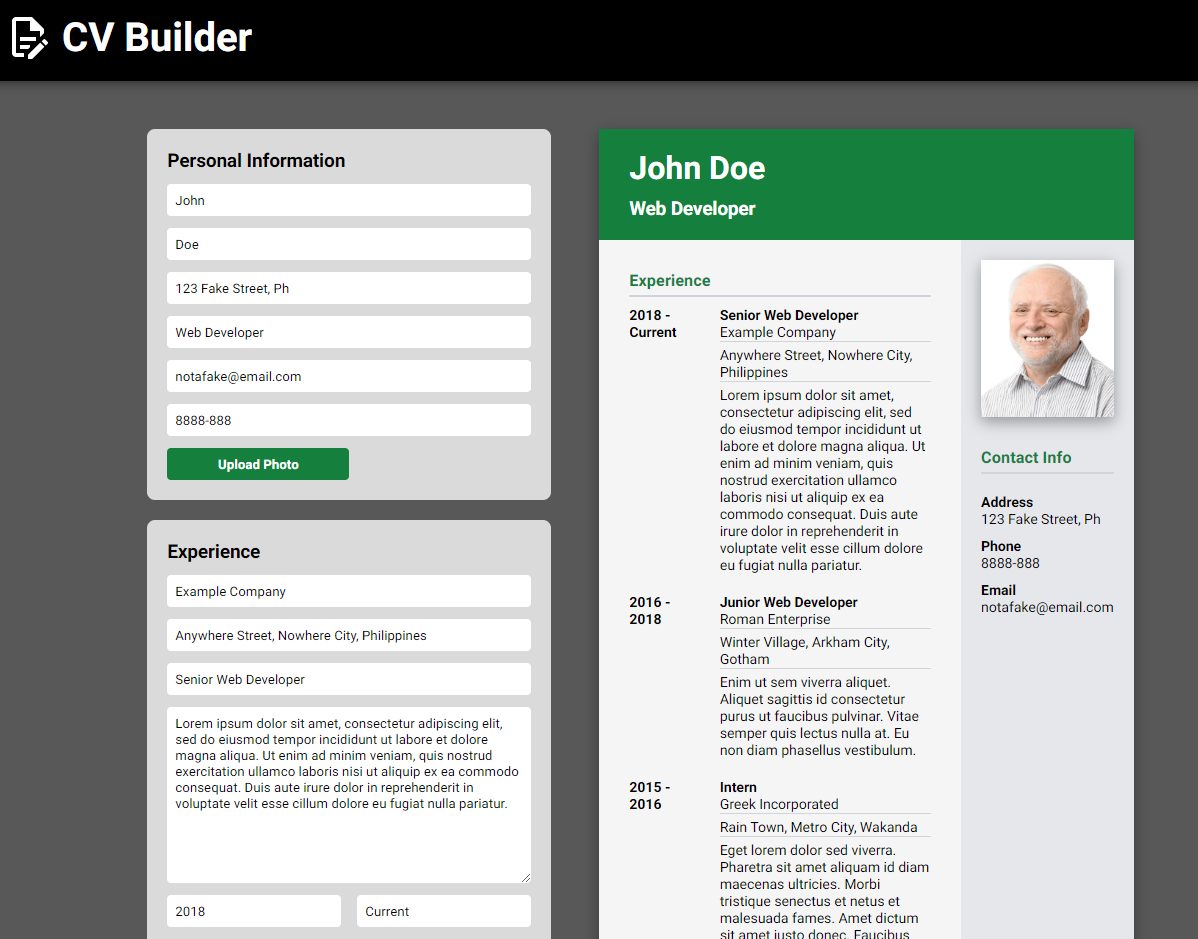 CV Builder
Personal Information
John
Doe
123 Fake Street, Ph
Web Developer
notafake@email.com
8888-888
Upload Photo
Experience
Example Company
Anywhere Street, Nowhere City, Philippines
Senior Web Developer
Lorem ipsum dolor sit amet, consectetur adipiscing elit,
sed do eiusmod tempor incididunt ut labore et dolore
magna aliqua. Ut enim ad minim veniam, quis nostrud
exercitation ullamco laboris nisi ut aliquip ex ea commodo
consequat. Duis aute irure dolor in reprehenderit in
voluptate velit esse cillum dolore eu fugiat nulla pariatur.
2018
Current
John Doe
Web Developer
Experience
2018 -
Current
Senior Web Developer
Example Company
Anywhere Street, Nowhere City,
Philippines
Lorem ipsum dolor sit amet,
consectetur adipiscing elit, sed
do eiusmod tempor incididunt ut
labore et dolore magna aliqua. Ut
enim ad minim veniam, quis
nostrud exercitation ullamco
laboris nisi ut aliquip ex ea
commodo consequat. Duis aute
irure dolor in reprehenderit in
voluptate velit esse cillum dolore
eu fugiat nulla pariatur.
2016 -
2018
Junior Web Developer
Roman Enterprise
Winter Village, Arkham City,
Gotham
Enim ut sem viverra aliquet.
Aliquet sagittis id consectetur
purus ut faucibus pulvinar. Vitae
semper quis lectus nulla at. Eu
non diam phasellus vestibulum.
2015 -
2016
Intern
Greek Incorporated
Rain Town, Metro City, Wakanda
Eget lorem dolor sed viverra.
Pharetra sit amet aliquam id diam
maecenas ultricies. Morbi
tristique senectus et netus et
malesuada fames. Amet dictum
sit amet justo donec. Faucibus
Contact Info
Address
123 Fake Street, Ph
Phone
8888-888
Email
notafake@email.com